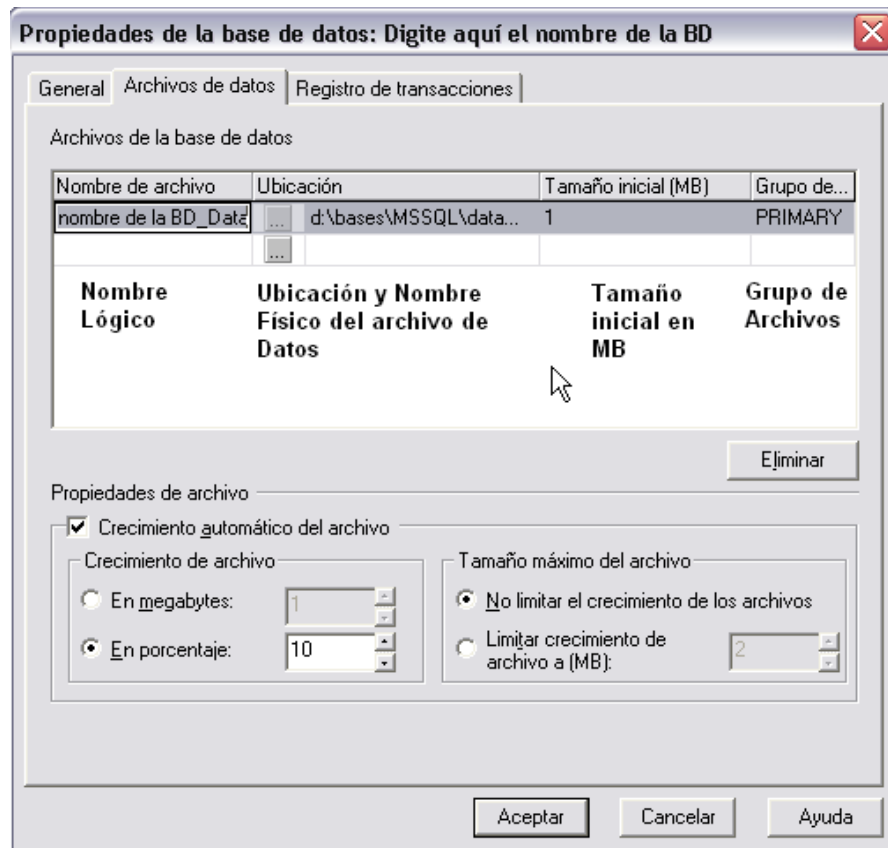 Propiedades de la base de datos: Digite aquí el nombre de la BD
General Archivos de datos Registro de transacciones
Archivos de la base de datos
Nombre de archivo Ubicación Tamaño inicial (MB) Grupo de...
nombre de la BD_Data ... d:\bases\MSSQL\data... 1 PRIMARY
...
Nombre Ubicación y Nombre Tamaño Grupo de
Lógico Físico del archivo de inicial en Archivos
Datos MB
Eliminar
Propiedades de archivo
Crecimiento automático del archivo
Crecimiento de archivo Tamaño máximo del archivo
En megabytes: 1 No limitar el crecimiento de los archivos
En porcentaje: 10 Limitar crecimiento de
archivo a (MB): 2
Aceptar Cancelar Ayuda